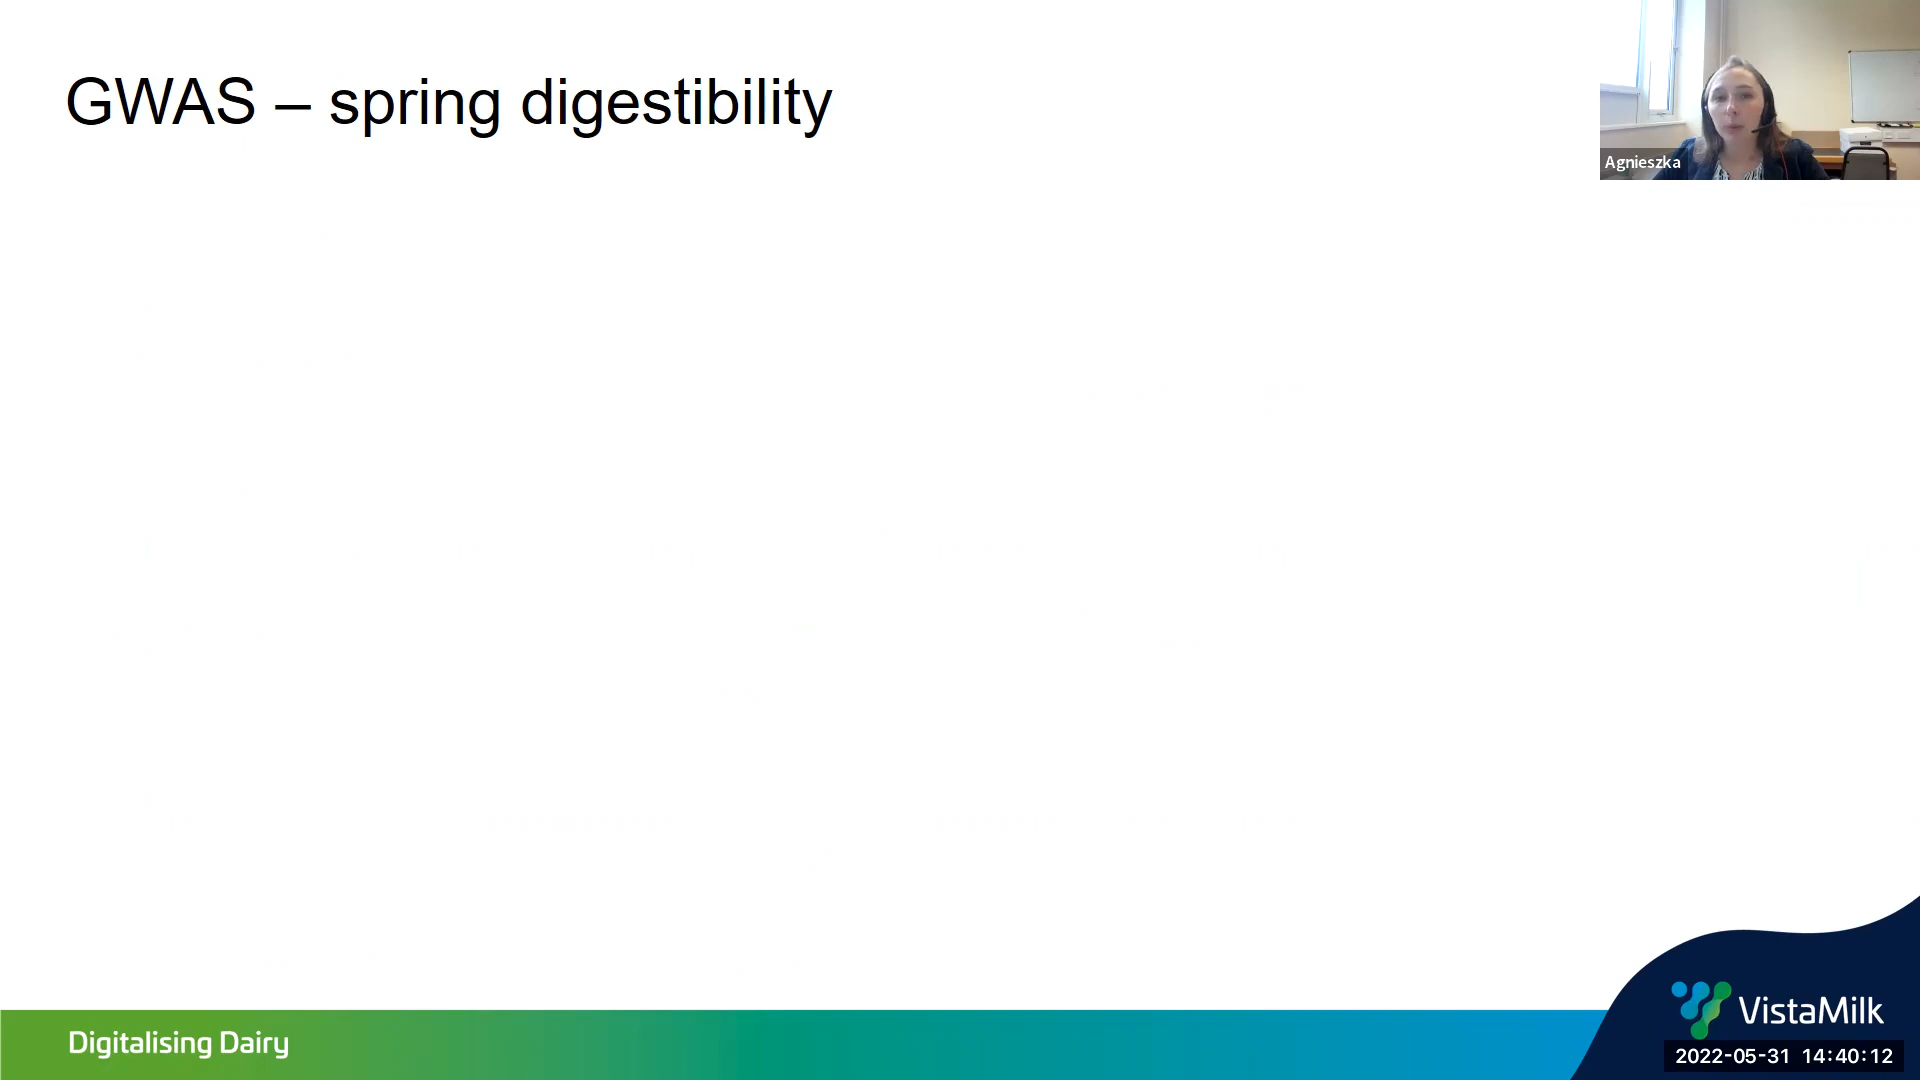 GWAS – spring digestibility
Agnieszka
Digitalising Dairy
VistaMilk
2022-05-31 14:40:12